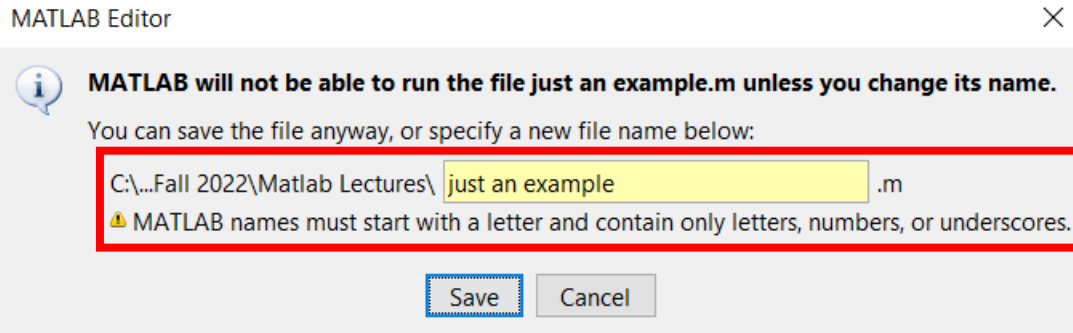 MATLAB Editor
MATLAB will not be able to run the file just an example.m unless you change its name.
You can save the file anyway, or specify a new file name below:
C:\...Fall 2022\Matlab Lectures\ just an example .m
MATLAB names must start with a letter and contain only letters, numbers, or underscores.
Save Cancel